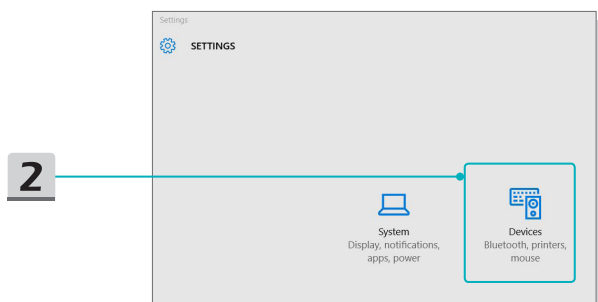 Settings
SETTINGS
2
System
Display, notifications,
apps, power
Devices
Bluetooth, printers,
mouse